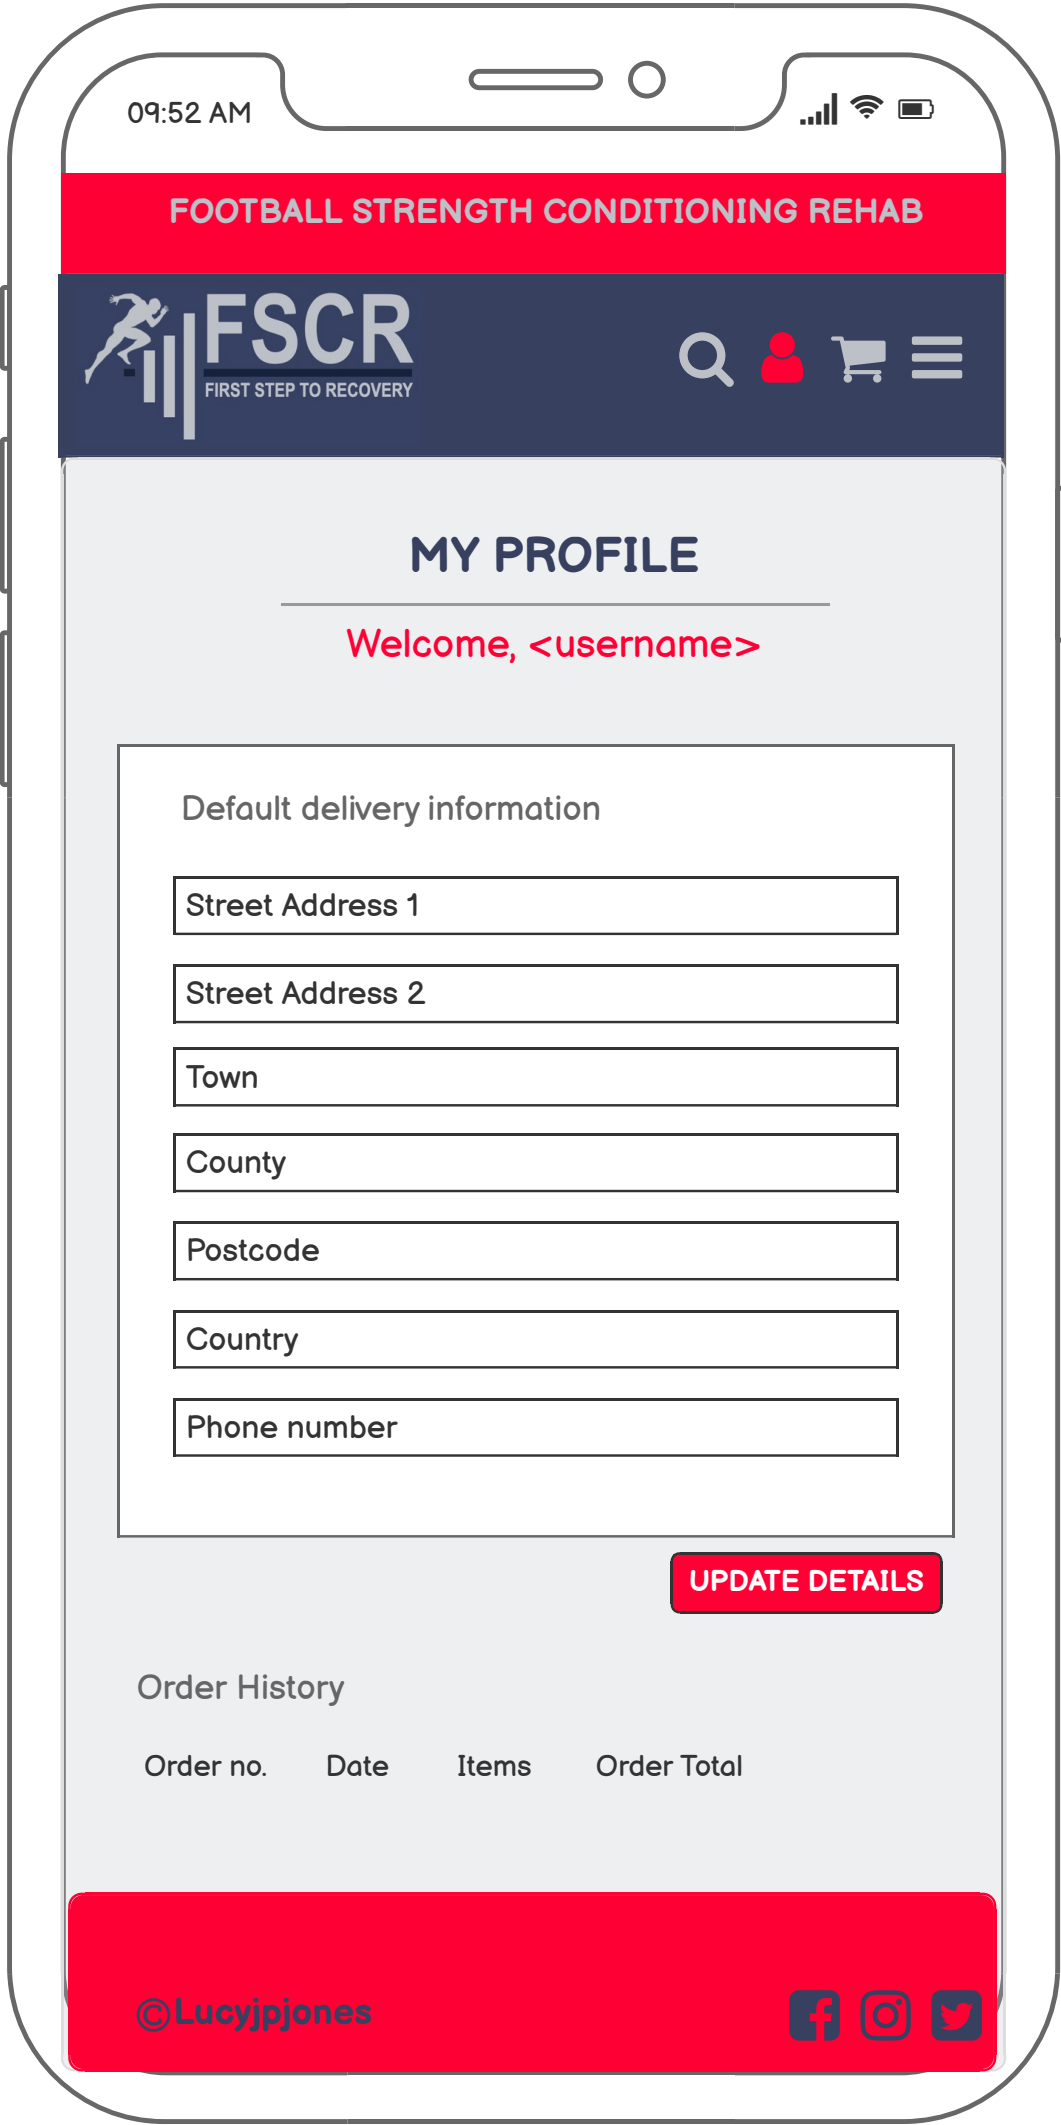 09:52 AM
FOOTBALL STRENGTH CONDITIONING REHAB
FSCR
FIRST STEP TO RECOVERY
MY PROFILE
Welcome, <username>
Default delivery information
Street Address 1
Street Address 2
Town
County
Postcode
Country
Phone number
UPDATE DETAILS
Order History
Order no. Date Items Order Total
©Lucyjpjones